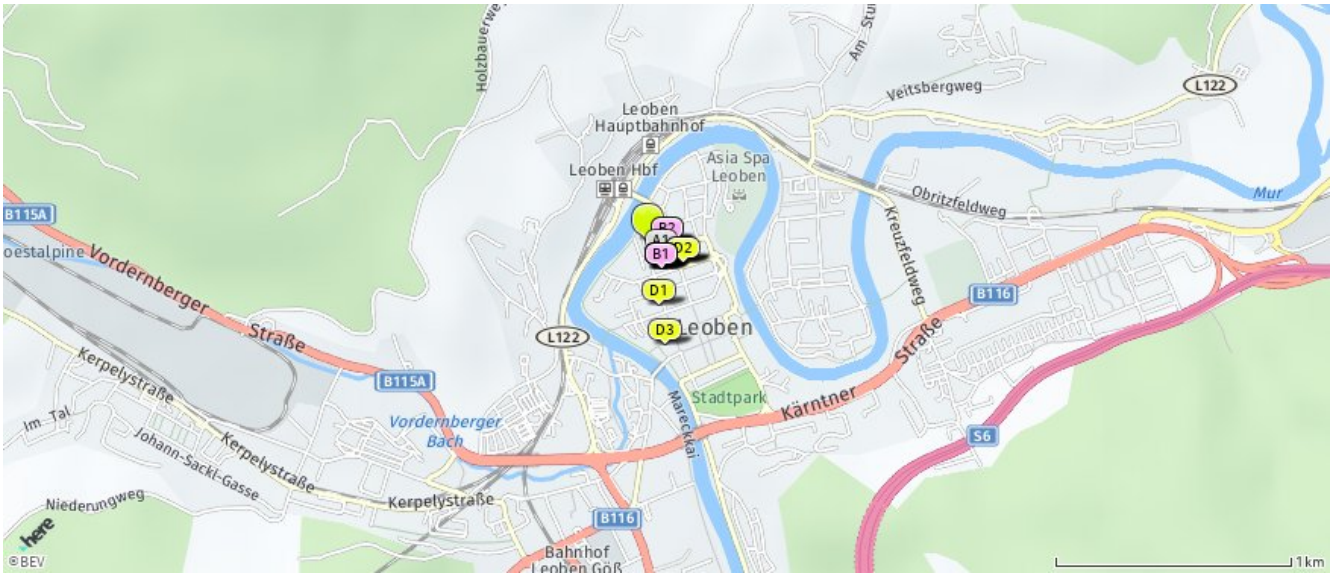 Holzbauerweg
Am Stu
L122
Veitsbergweg
Leoben
Hauptbahnhof
Asia Spa
Leoben
Leoben Hbf
Obritzfeldweg
Mur
B115A
B2
A1
D2
B1
oestalpine
Vordernberger
Straße
Kreuzfeldweg
D1
B116
D3
Leoben
L122
Straße
Kerpelystraße
B115A
Stadtpark
Kärntner
Mareckkai
Im Tal
Vordernberger
Bach
S6
Johann-Sackl-Gasse
Kerpelystraße
Niederungweg
Kerpelystraße
B116
here
©BEV
Bahnhof
Leoben Göß
1km